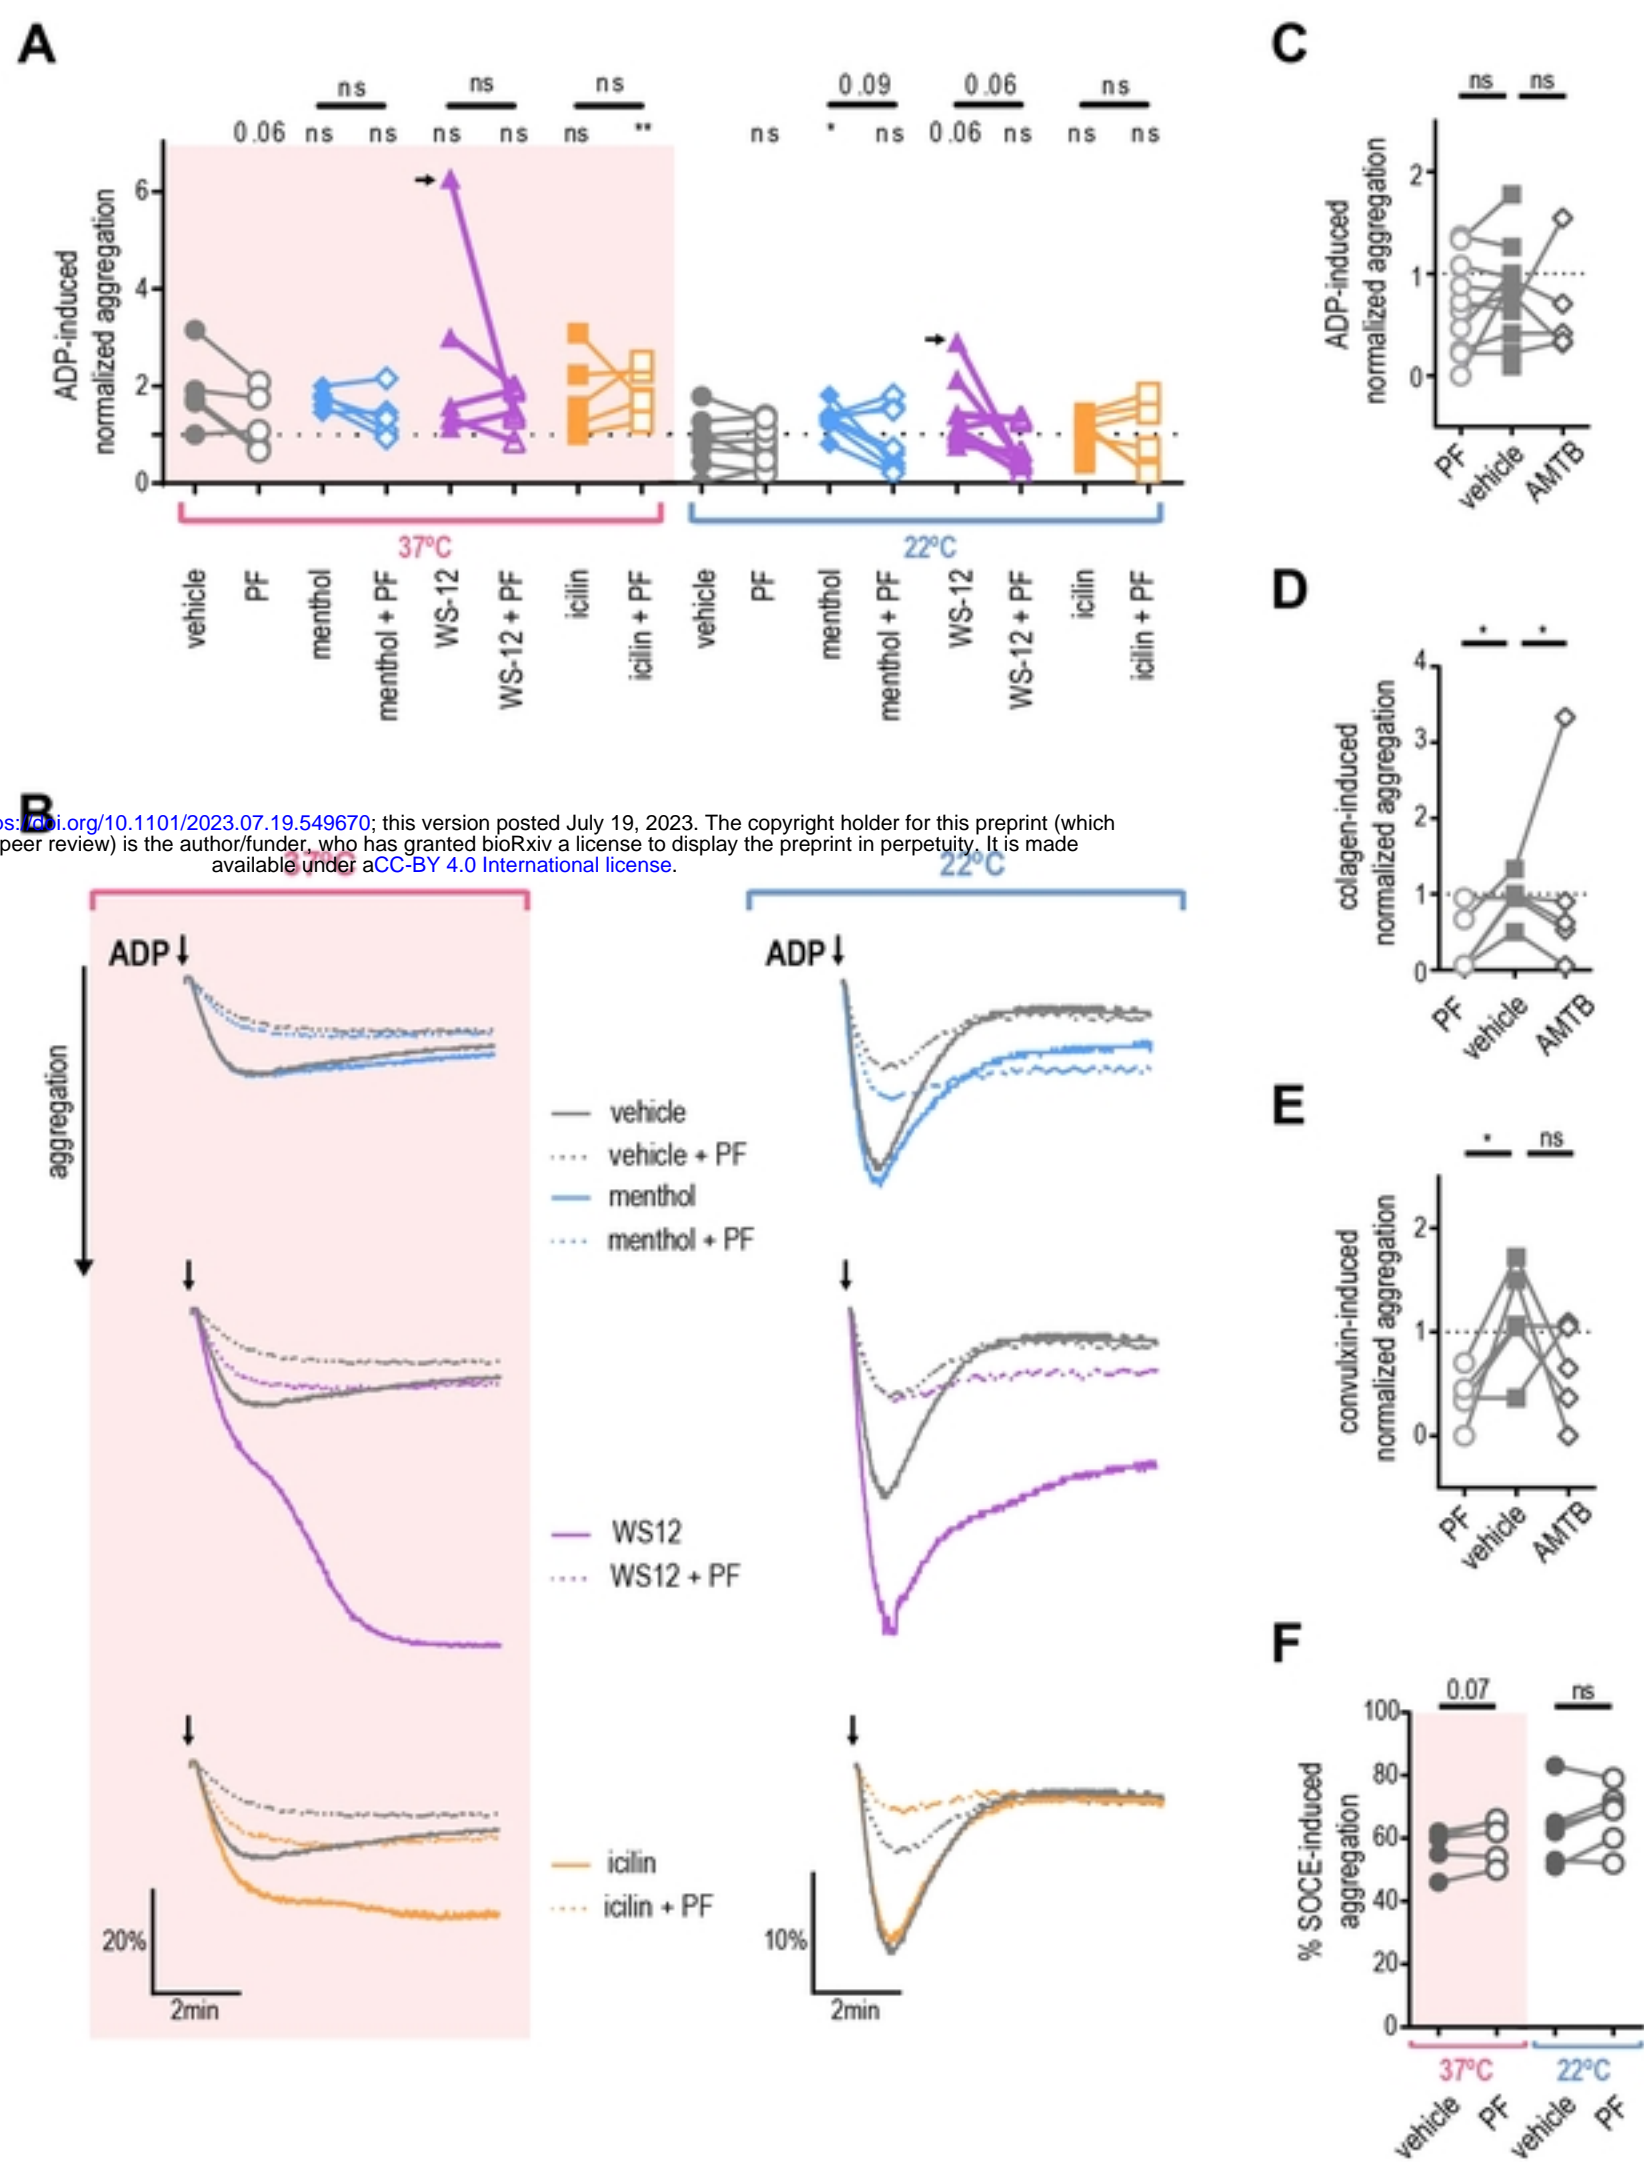 A
ns ns ns 0.09 0.06 ns
0.06 ns ns ns ns ns ** ns * ns 0.06 ns ns ns
ADP-induced
normalized aggregation
6
4
2
0
37ºC 22ºC
vehicle
PF
menthol
menthol + PF
WS-12
WS-12 + PF
icilin
icilin + PF
vehicle
PF
menthol
menthol + PF
WS-12
WS-12 + PF
icilin
icilin + PF
B
os://doi.org/10.1101/2023.07.19.549670; this version posted July 19, 2023. The copyright holder for this preprint (which
peer review) is the author/funder, who has granted bioRxiv a license to display the preprint in perpetuity. It is made
available under aCC-BY 4.0 International license.
37ºC 22ºC
ADP ADP
aggregation
vehicle
vehicle + PF
menthol
menthol + PF
WS12
WS12 + PF
icilin
icilin + PF
20%
2min
10%
2min
C
ns ns
ADP-induced
normalized aggregation
2
1
0
PF
vehicle
AMTB
D
* *
colagen-induced
normalized aggregation
4
3
2
1
0
PF
vehicle
AMTB
E
* ns
convulxin-induced
normalized aggregation
2
1
0
PF
vehicle
AMTB
F
0.07 ns
% SOCE-induced
aggregation
100
80
60
40
20
0
37ºC 22ºC
vehicle
PF
vehicle
PF